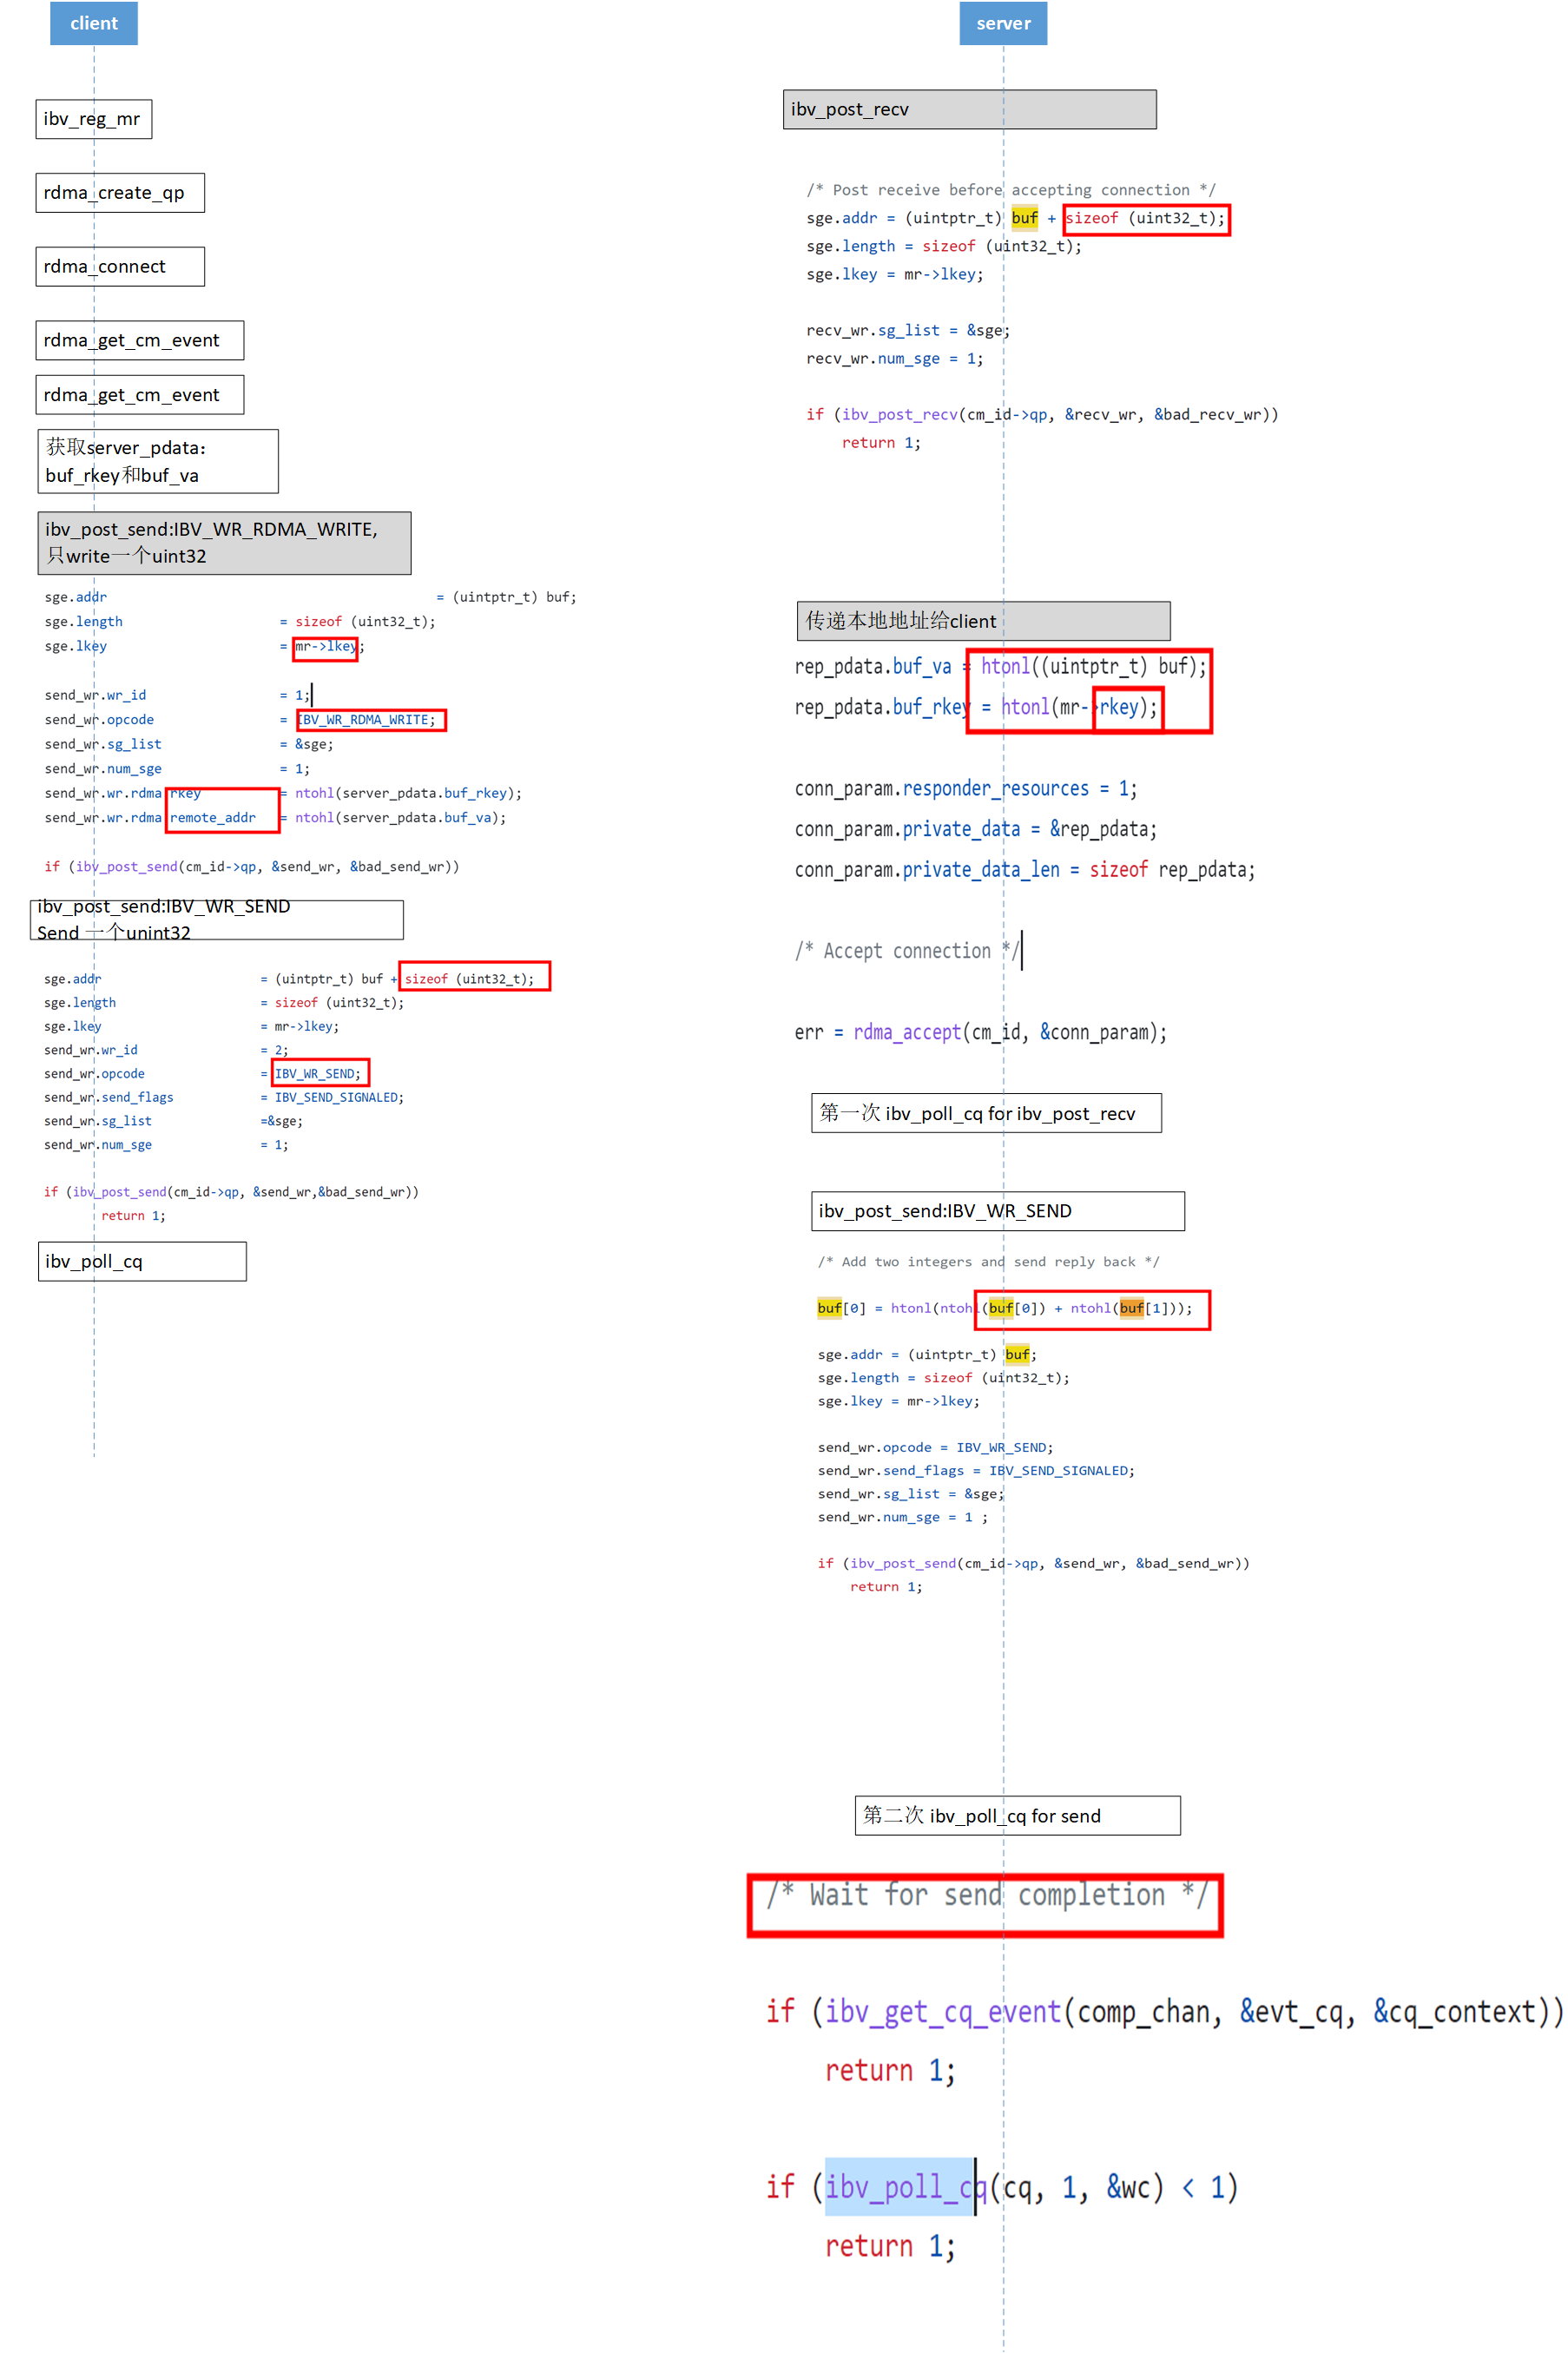 client
ibv_reg_mr
rdma_create_qp
rdma_connect
rdma_get_cm_event
rdma_get_cm_event
获取server_pdata:
buf_rkey和buf_va
ibv_post_send:IBV_WR_RDMA_WRITE,
只write一个uint32
sge.addr = (uintptr_t) buf;
sge.length = sizeof (uint32_t);
sge.lkey = mr->lkey;
send_wr.wr_id = 1;
send_wr.opcode = IBV_WR_RDMA_WRITE;
send_wr.sg_list = &sge;
send_wr.num_sge = 1;
send_wr.wr.rdma rkey = ntohl(server_pdata.buf_rkey);
send_wr.wr.rdma remote_addr = ntohl(server_pdata.buf_va);
if (ibv_post_send(cm_id->qp, &send_wr, &bad_send_wr))
ibv_post_send:IBV_WR_SEND
Send 一个unint32
sge.addr = (uintptr_t) buf + sizeof (uint32_t);
sge.length = sizeof (uint32_t);
sge.lkey = mr->lkey;
send_wr.wr_id = 2;
send_wr.opcode = IBV_WR_SEND;
send_wr.send_flags = IBV_SEND_SIGNALED;
send_wr.sg_list =&sge;
send_wr.num_sge = 1;
if (ibv_post_send(cm_id->qp, &send_wr,&bad_send_wr))
return 1;
ibv_poll_cq
server
ibv_post_recv
/* Post receive before accepting connection */
sge.addr = (uintptr_t) buf + sizeof (uint32_t);
sge.length = sizeof (uint32_t);
sge.lkey = mr->lkey;
recv_wr.sg_list = &sge;
recv_wr.num_sge = 1;
if (ibv_post_recv(cm_id->qp, &recv_wr, &bad_recv_wr))
return 1;
传递本地地址给client
rep_pdata.buf_va = htonl((uintptr_t) buf);
rep_pdata.buf_rkey = htonl(mr->rkey);
conn_param.responder_resources = 1;
conn_param.private_data = &rep_pdata;
conn_param.private_data_len = sizeof rep_pdata;
/* Accept connection */
err = rdma_accept(cm_id, &conn_param);
第一次 ibv_poll_cq for ibv_post_recv
ibv_post_send:IBV_WR_SEND
/* Add two integers and send reply back */
buf[0] = htonl(ntohl(buf[0]) + ntohl(buf[1]));
sge.addr = (uintptr_t) buf;
sge.length = sizeof (uint32_t);
sge.lkey = mr->lkey;
send_wr.opcode = IBV_WR_SEND;
send_wr.send_flags = IBV_SEND_SIGNALED;
send_wr.sg_list = &sge;
send_wr.num_sge = 1 ;
if (ibv_post_send(cm_id->qp, &send_wr, &bad_send_wr))
return 1;
第二次 ibv_poll_cq for send
/* Wait for send completion */
if (ibv_get_cq_event(comp_chan, &evt_cq, &cq_context))
return 1;
if (ibv_poll_cq(cq, 1, &wc) < 1)
return 1;